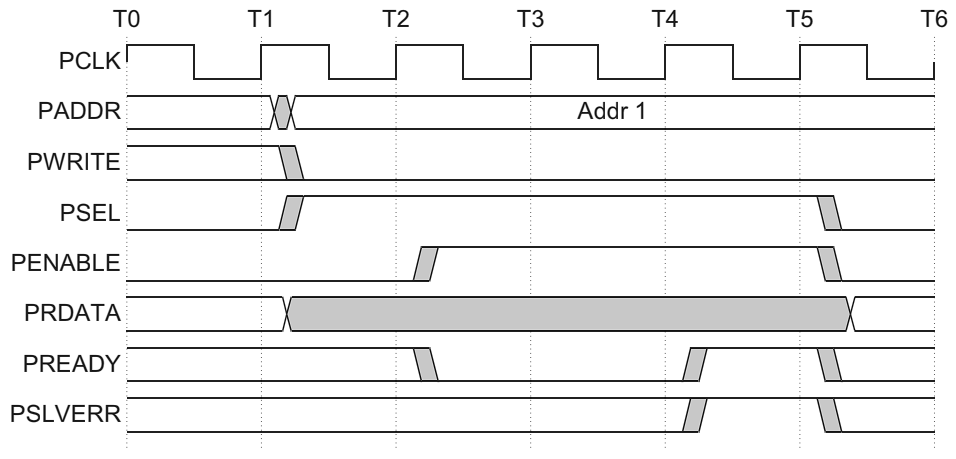 T0 T1 T2 T3 T4 T5 T6
PCLK
PADDR Addr 1
PWRITE
PSEL
PENABLE
PRDATA
PREADY
PSLVERR